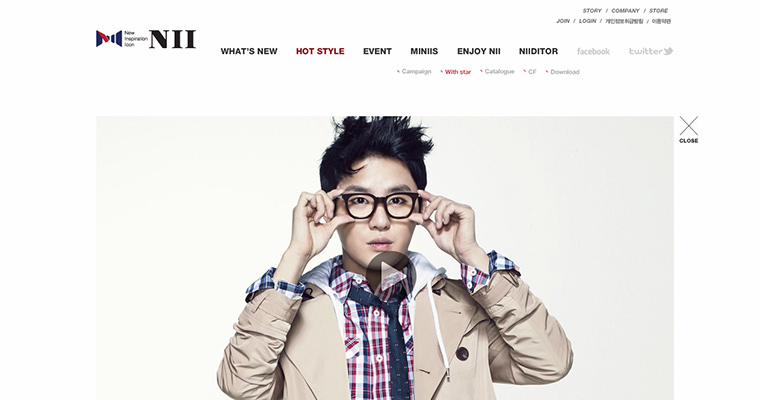 STORY / COMPANY / STORE
JOIN / LOGIN / 개인정보취급방침 / 이용약관
New
Inspiration
Icon
NII
WHAT'S NEW HOT STYLE EVENT MINIIS ENJOY NII NIIDITOR facebook twitter
Campaign With star Catalogue CF Download
CLOSE